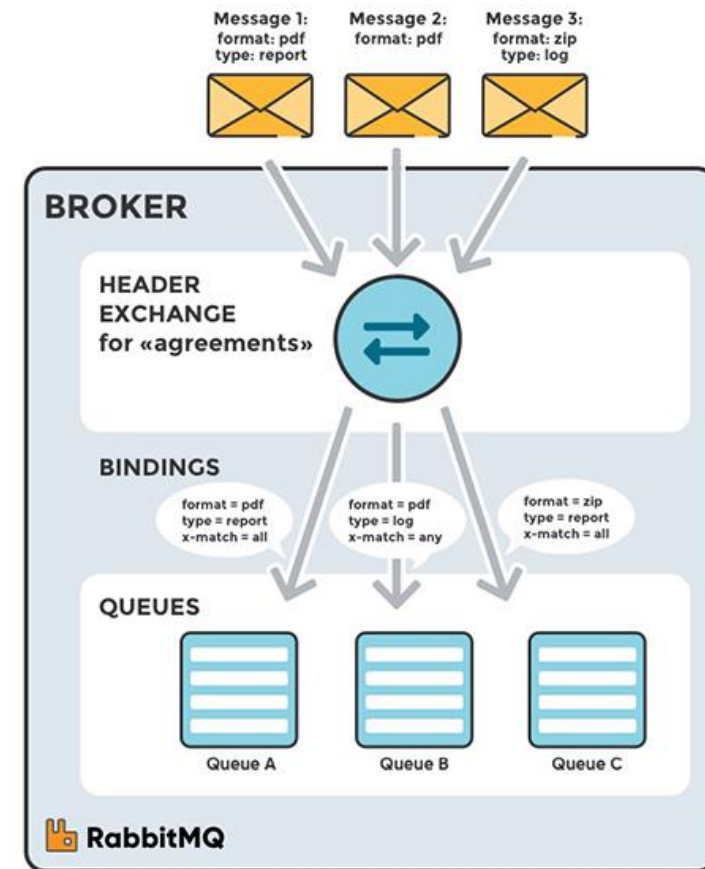 Message 1:
format: pdf
type: report
Message 2:
format: pdf
Message 3:
format: zip
type: log
BROKER
HEADER
EXCHANGE
for «agreements»
BINDINGS
format = pdf
type = report
x-match = all
format = pdf
type = log
x-match = any
format = zip
type = report
x-match = all
QUEUES
Queue A
Queue B
Queue C
RabbitMQ